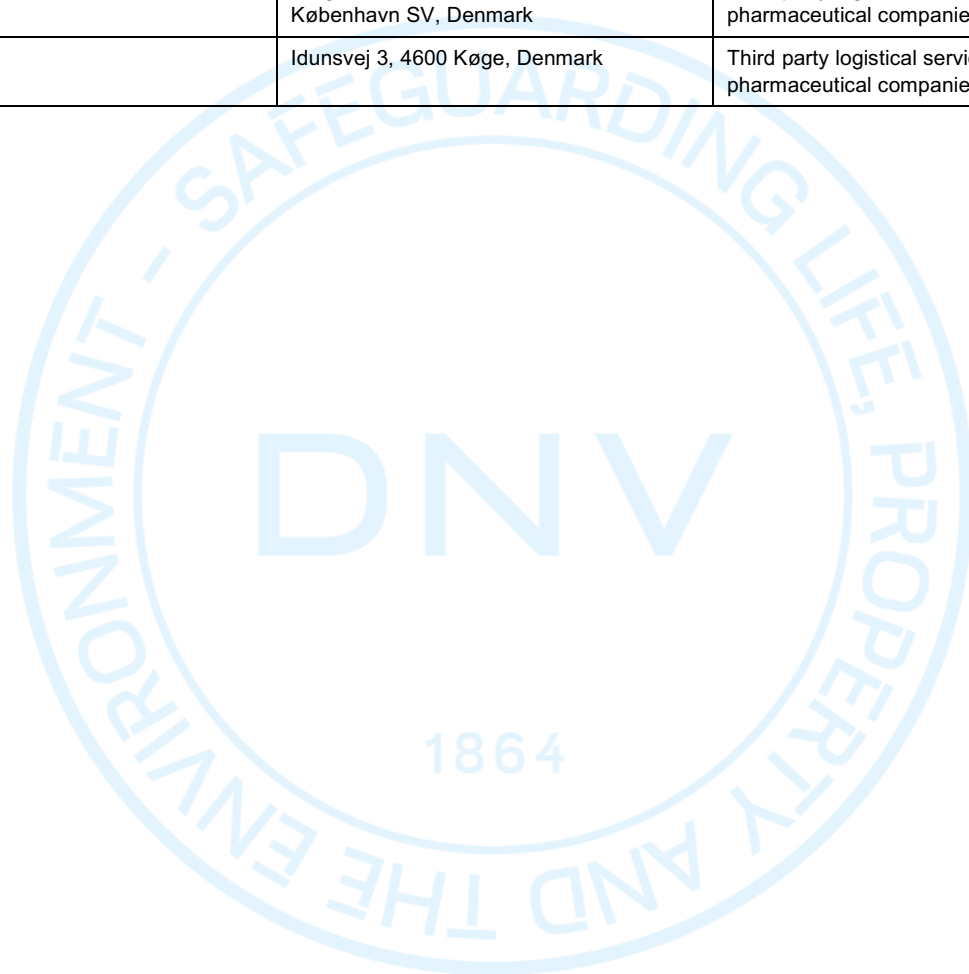 København SV, Denmark
pharmaceutical companie
Idunsvej 3, 4600 Køge, Denmark
Third party logistical servi
pharmaceutical companie
SAFEGUARDING LIFE, PROPERTY AND THE ENVIRONMENT -
DNV
1864